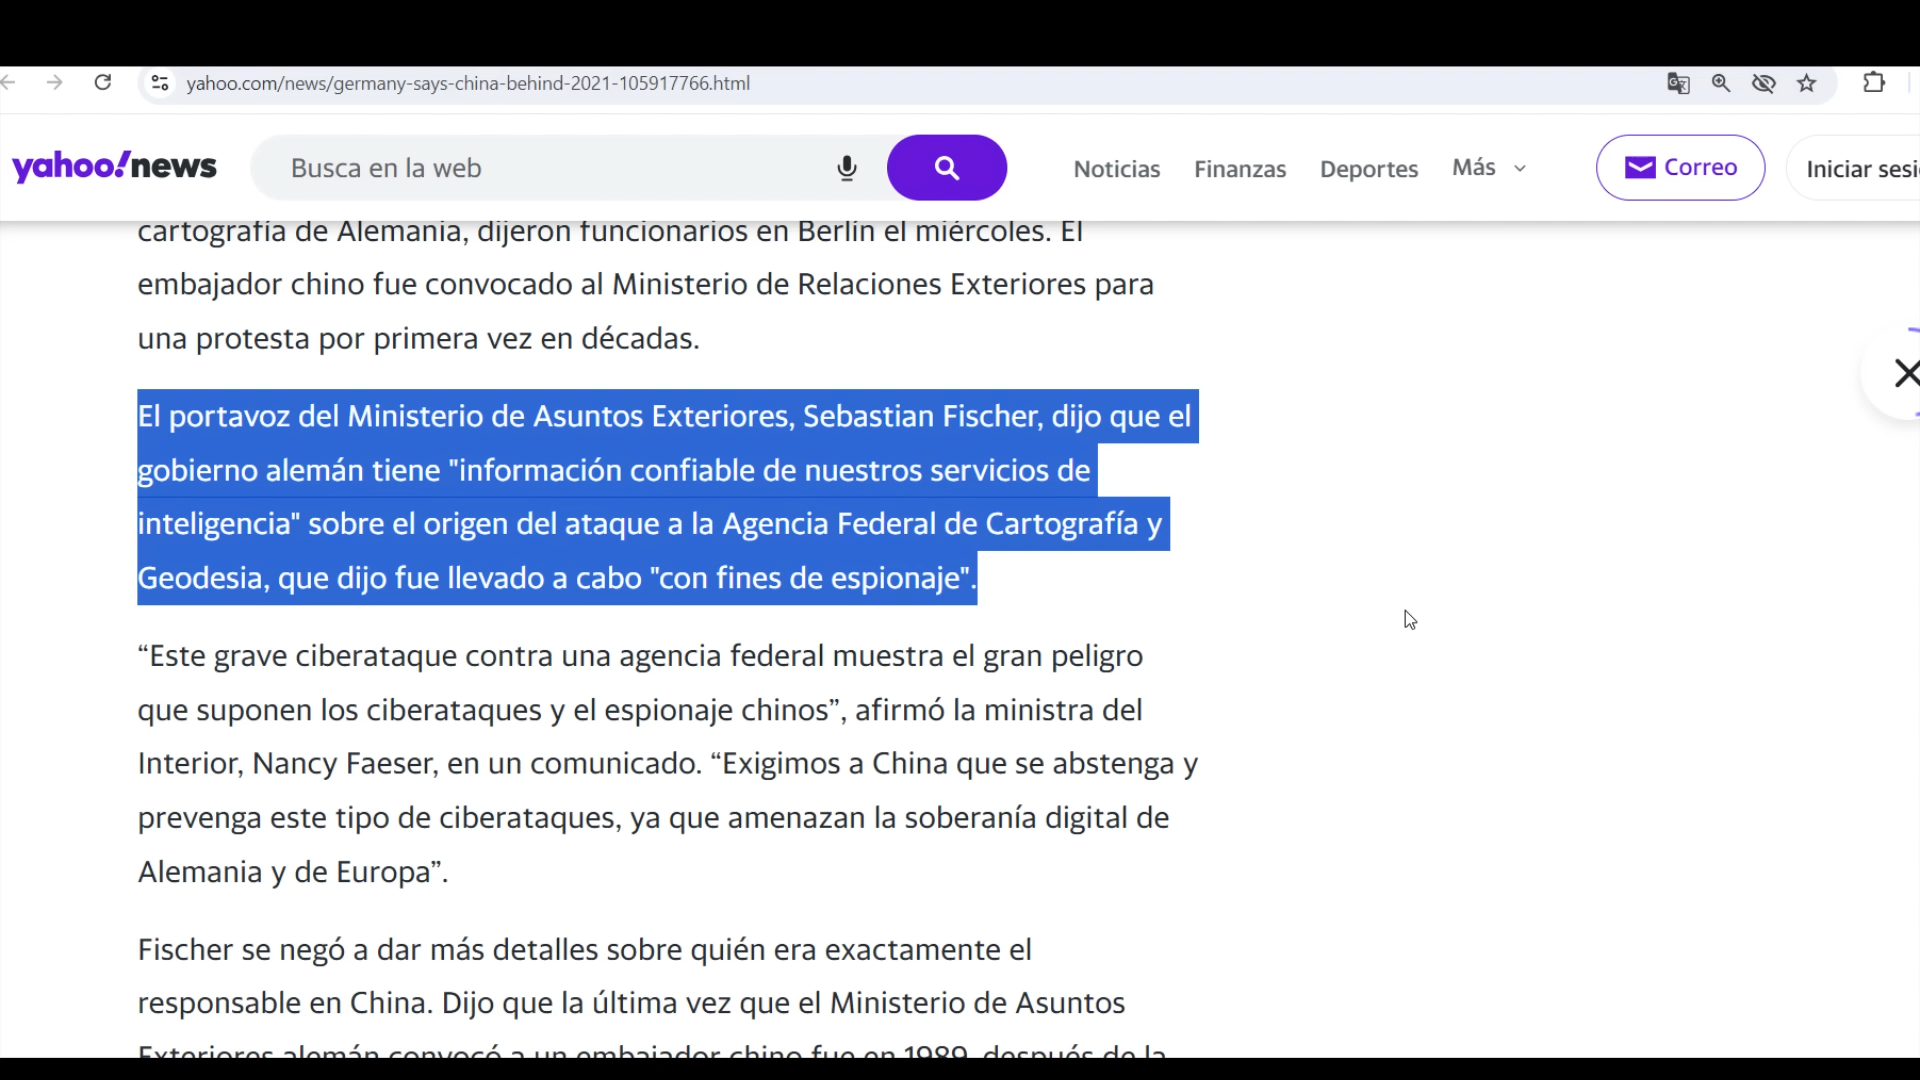 yahoo.com/news/germany-says-china-behind-2021-105917766.html
yahoo!news
Busca en la web
Noticias
Finanzas
Deportes
Más
Correo
Iniciar sesi
cartografía de Alemania, dijeron funcionarios en Berlín el miércoles. El
embajador chino fue convocado al Ministerio de Relaciones Exteriores para
una protesta por primera vez en décadas.
El portavoz del Ministerio de Asuntos Exteriores, Sebastian Fischer, dijo que el
gobierno alemán tiene "información confiable de nuestros servicios de
inteligencia" sobre el origen del ataque a la Agencia Federal de Cartografía y
Geodesia, que dijo fue llevado a cabo "con fines de espionaje".
“Este grave ciberataque contra una agencia federal muestra el gran peligro
que suponen los ciberataques y el espionaje chinos”, afirmó la ministra del
Interior, Nancy Faeser, en un comunicado. “Exigimos a China que se abstenga y
prevenga este tipo de ciberataques, ya que amenazan la soberanía digital de
Alemania y de Europa”.
Fischer se negó a dar más detalles sobre quién era exactamente el
responsable en China. Dijo que la última vez que el Ministerio de Asuntos
Exteriores alemán convocó a un embajador chino fue en 1989, después de la